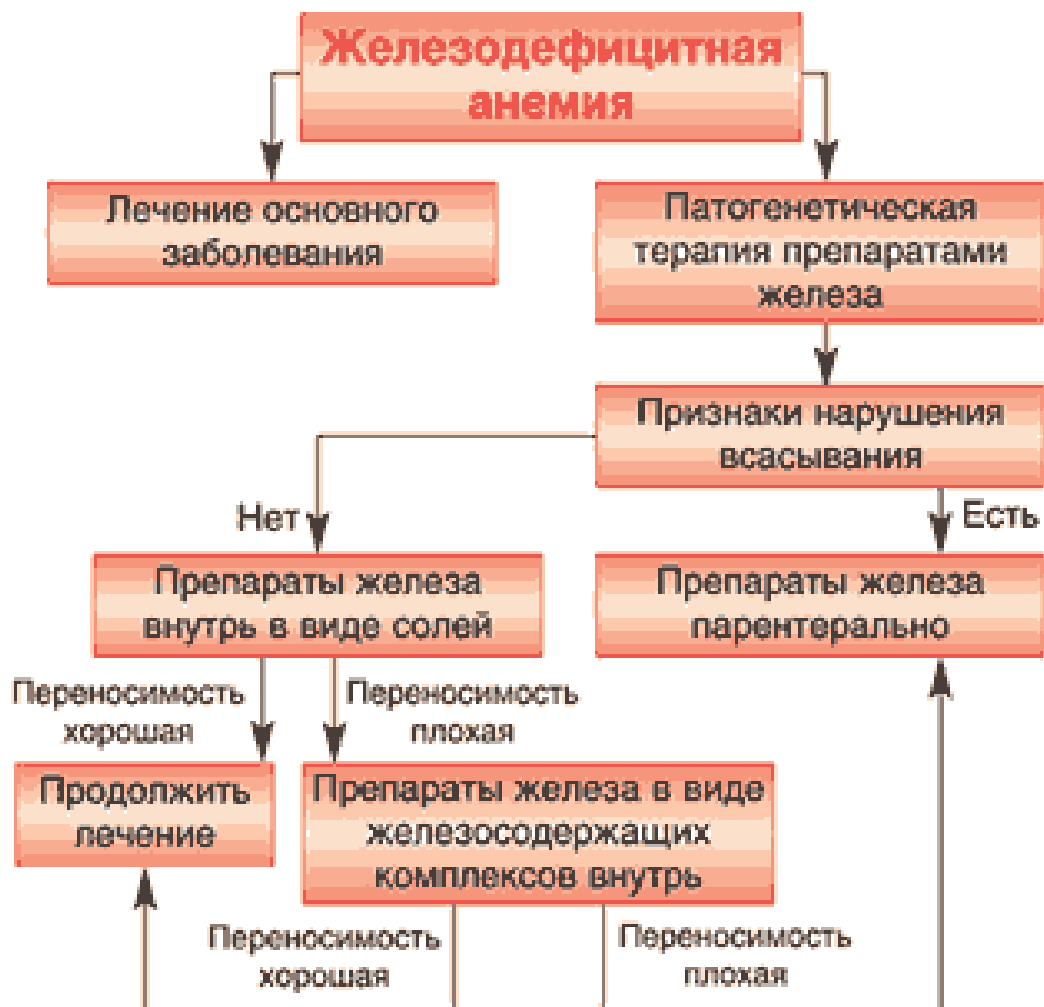 Железодефицитная
анемия
Лечение основного
заболевания
Патогенетическая
терапия препаратами
железа
Признаки нарушения
всасывания
Нет
Есть
Препараты железа
внутрь в виде солей
Препараты железа
парентерально
Переносимость
хорошая
Переносимость
плохая
Продолжить
лечение
Препараты железа в виде
железосодержащих
комплексов внутрь
Переносимость
хорошая
Переносимость
плохая